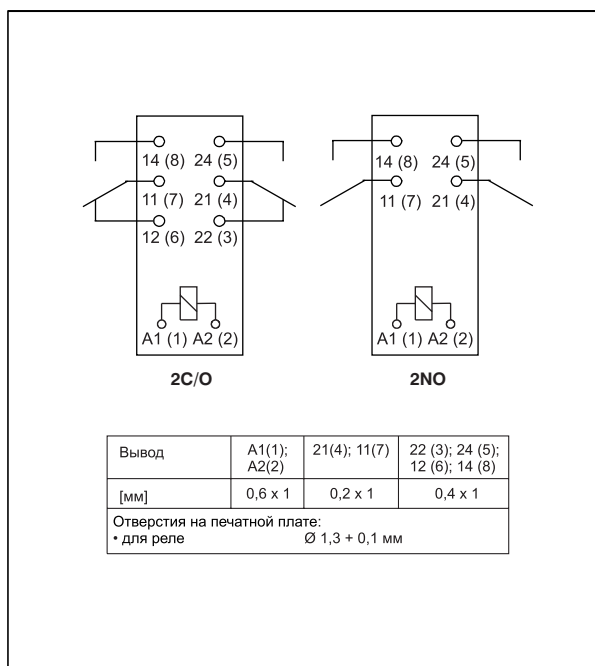 14 (8) 24 (5)
11 (7) 21 (4)
12 (6) 22 (3)
A1 (1) A2 (2)
2C/O
14 (8) 24 (5)
11 (7) 21 (4)
A1 (1) A2 (2)
2NO
Вывод A1(1); 21(4); 11(7) 22 (3); 24 (5);
A2(2) 12 (6); 14 (8)
[мм] 0,6 x 1 0,2 x 1 0,4 x 1
Отверстия на печатной плате:
• для реле Ø 1,3 + 0,1 мм